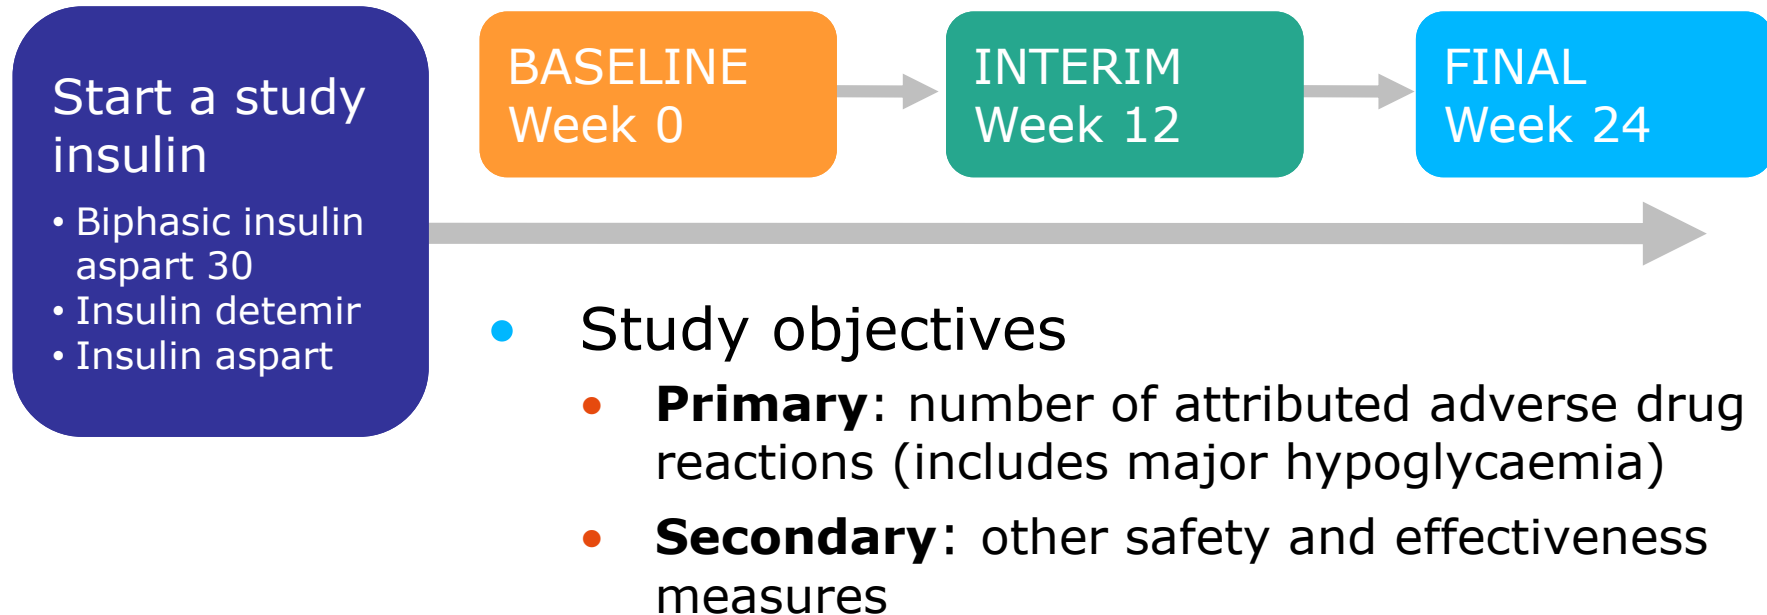 Start a study
insulin
• Biphasic insulin
aspart 30
• Insulin detemir
• Insulin aspart
BASELINE
Week 0
INTERIM
Week 12
FINAL
Week 24
• Study objectives
• Primary: number of attributed adverse drug
reactions (includes major hypoglycaemia)
• Secondary: other safety and effectiveness
measures